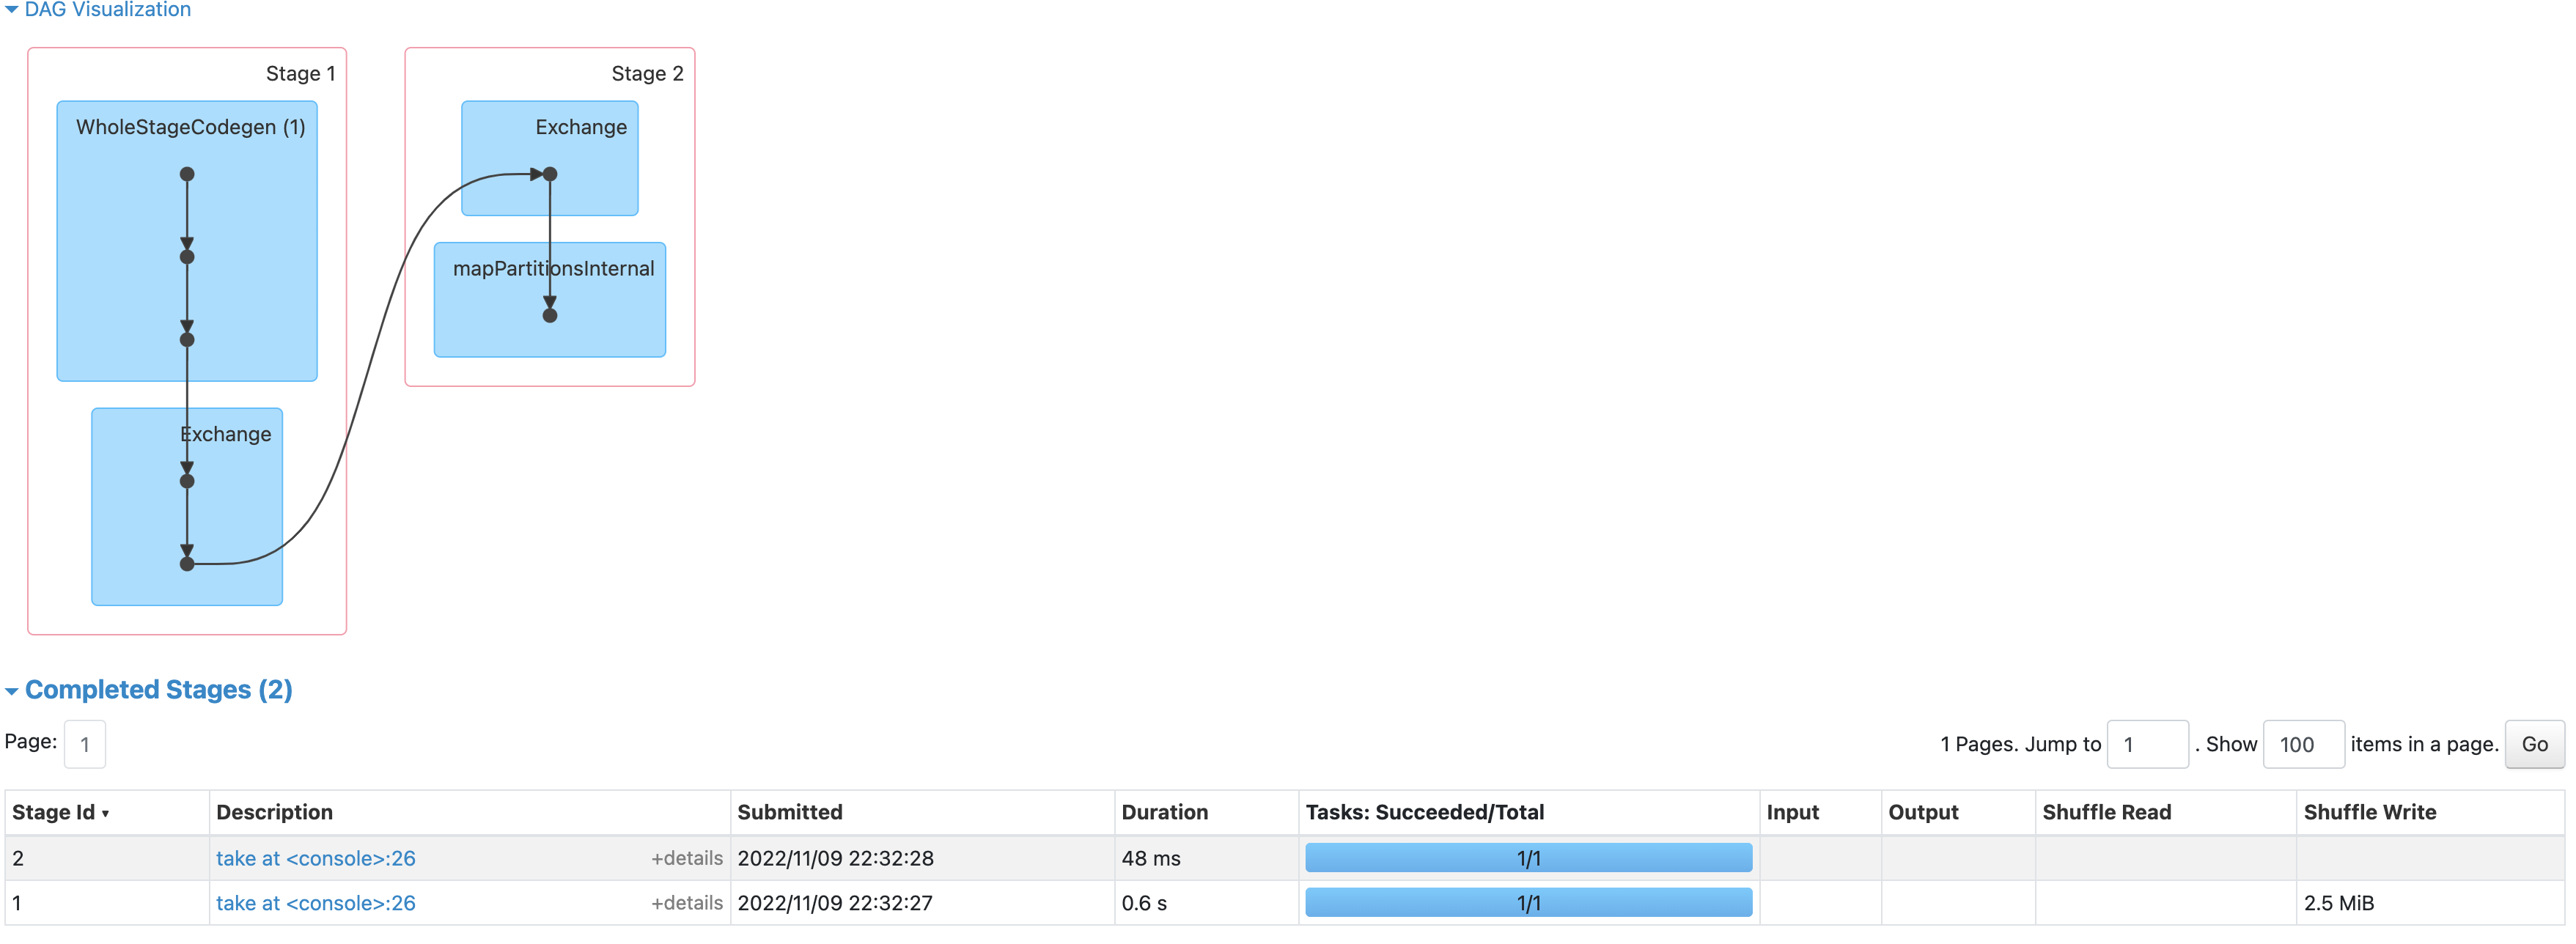 DAG Visualization
Stage 1
WholeStageCodegen (1)
Exchange
Stage 2
Exchange
mapPartitionsInternal
Completed Stages (2)
Page: 1
1 Pages. Jump to 1 . Show 100 items in a page. Go
Stage Id ▾ Description Submitted Duration Tasks: Succeeded/Total Input Output Shuffle Read Shuffle Write
2 take at <console>:26 +details 2022/11/09 22:32:28 48 ms 1/1
1 take at <console>:26 +details 2022/11/09 22:32:27 0.6 s 1/1 2.5 MiB